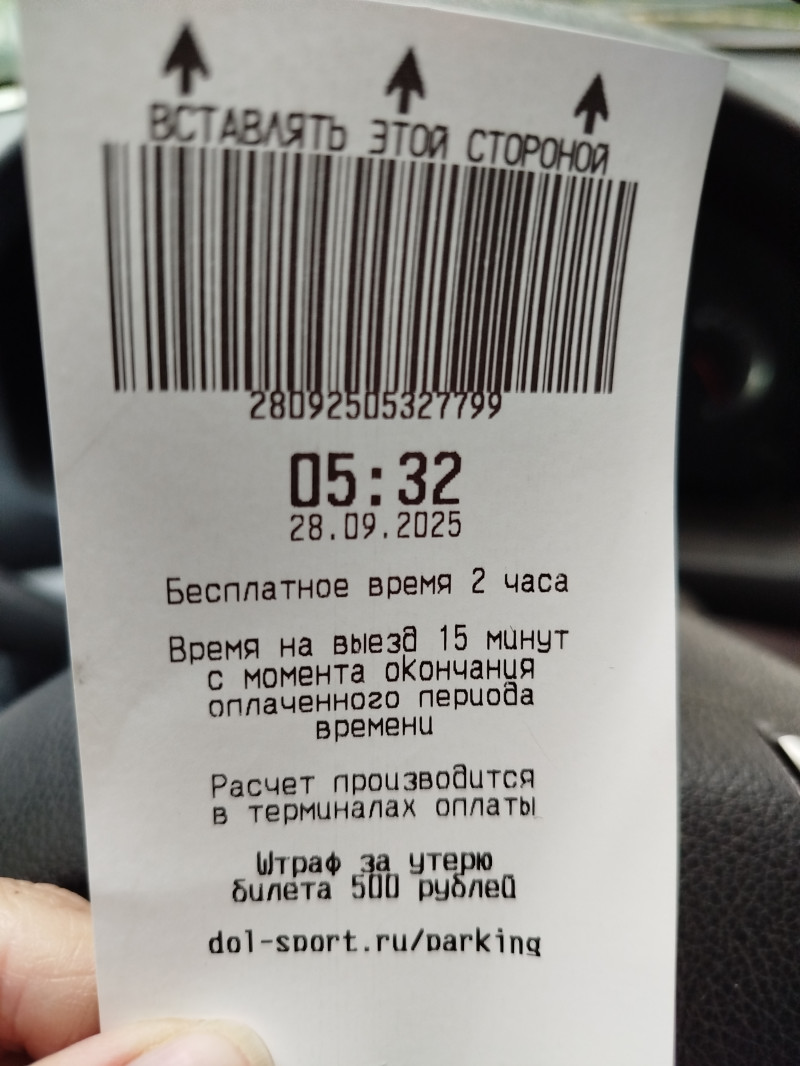 ВСТАВЛЯТЬ ЭТОЙ СТОРОНОЙ
28092505327799
05:32
28.09.2025
Бесплатное время 2 часа
Время на выезд 15 минут
с момента окончания
оплаченного периода
времени
Расчет производится
в терминалах оплаты
Штраф за утерю
билета 500 рублей
dol-sport.ru/parking